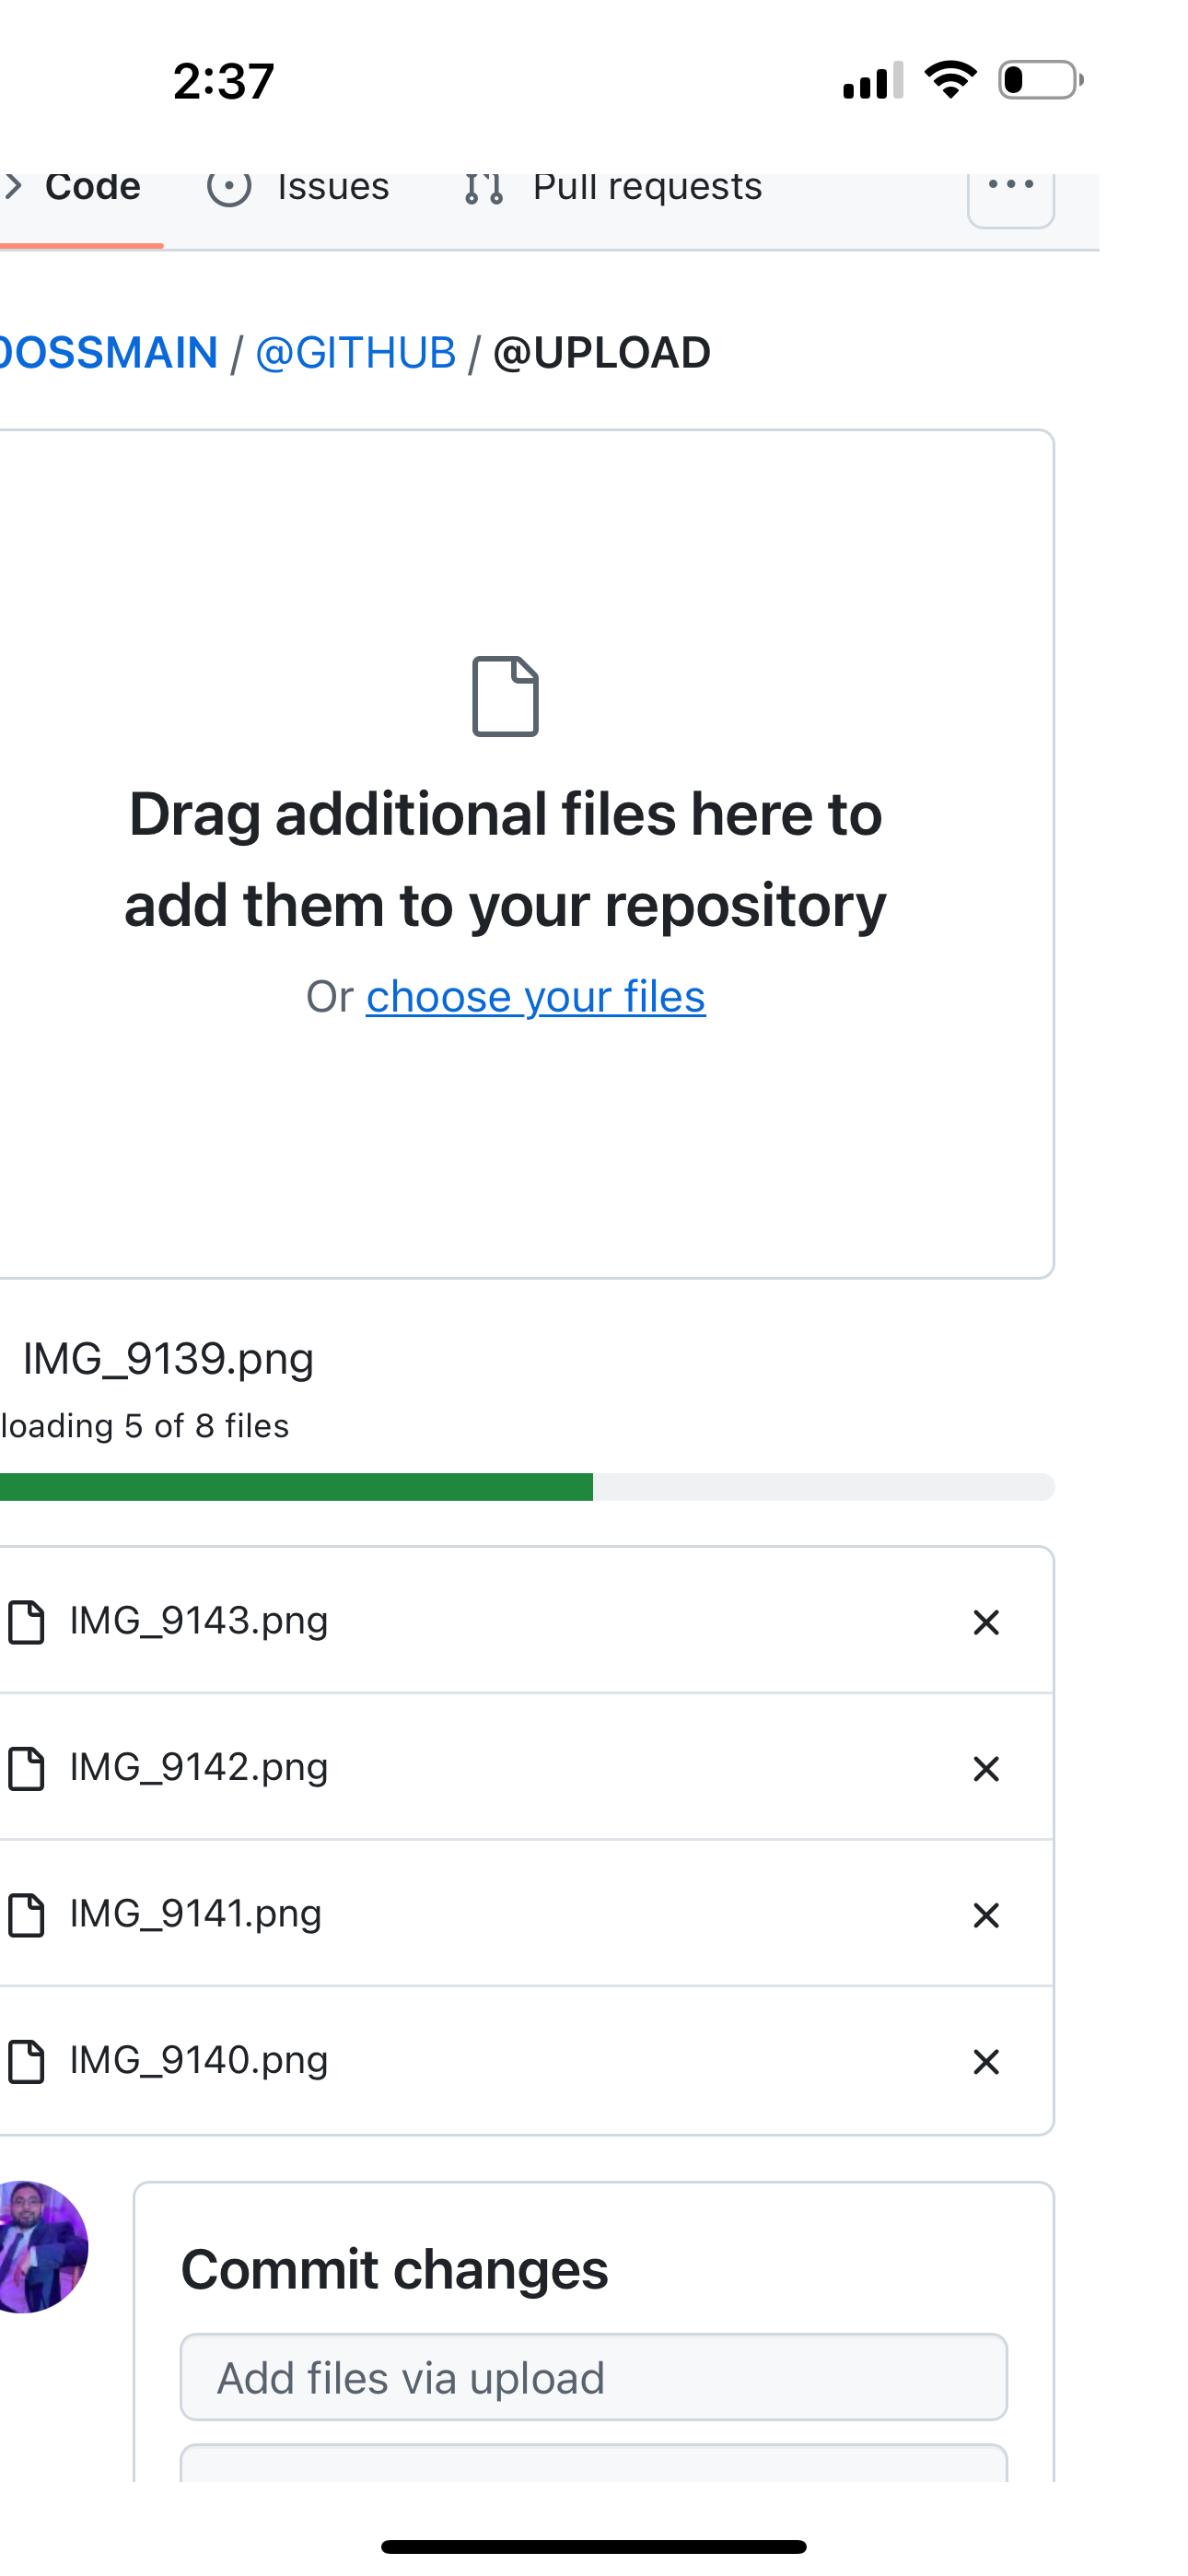 2:37
Code Issues Pull requests
OSSMAIN / @GITHUB / @UPLOAD
Drag additional files here to
add them to your repository
Or choose your files
IMG_9139.png
loading 5 of 8 files
IMG_9143.png
IMG_9142.png
IMG_9141.png
IMG_9140.png
Commit changes
Add files via upload